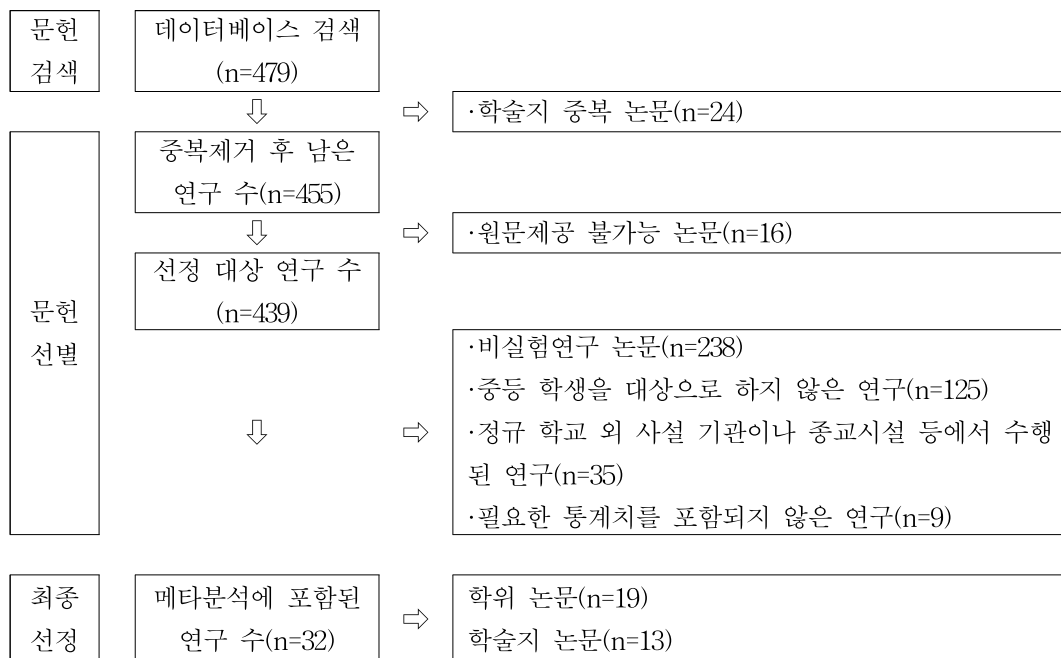 문헌
검색
데이터베이스 검색
(n=479)
⇩
⇨
·학술지 중복 논문(n=24)
문헌
선별
중복제거 후 남은
연구 수(n=455)
⇩
⇨
·원문제공 불가능 논문(n=16)
선정 대상 연구 수
(n=439)
⇩
⇨
·비실험연구 논문(n=238)
·중등 학생을 대상으로 하지 않은 연구(n=125)
·정규 학교 외 사설 기관이나 종교시설 등에서 수행
된 연구(n=35)
·필요한 통계치를 포함되지 않은 연구(n=9)
최종
선정
메타분석에 포함된
연구 수(n=32)
⇨
학위 논문(n=19)
학술지 논문(n=13)